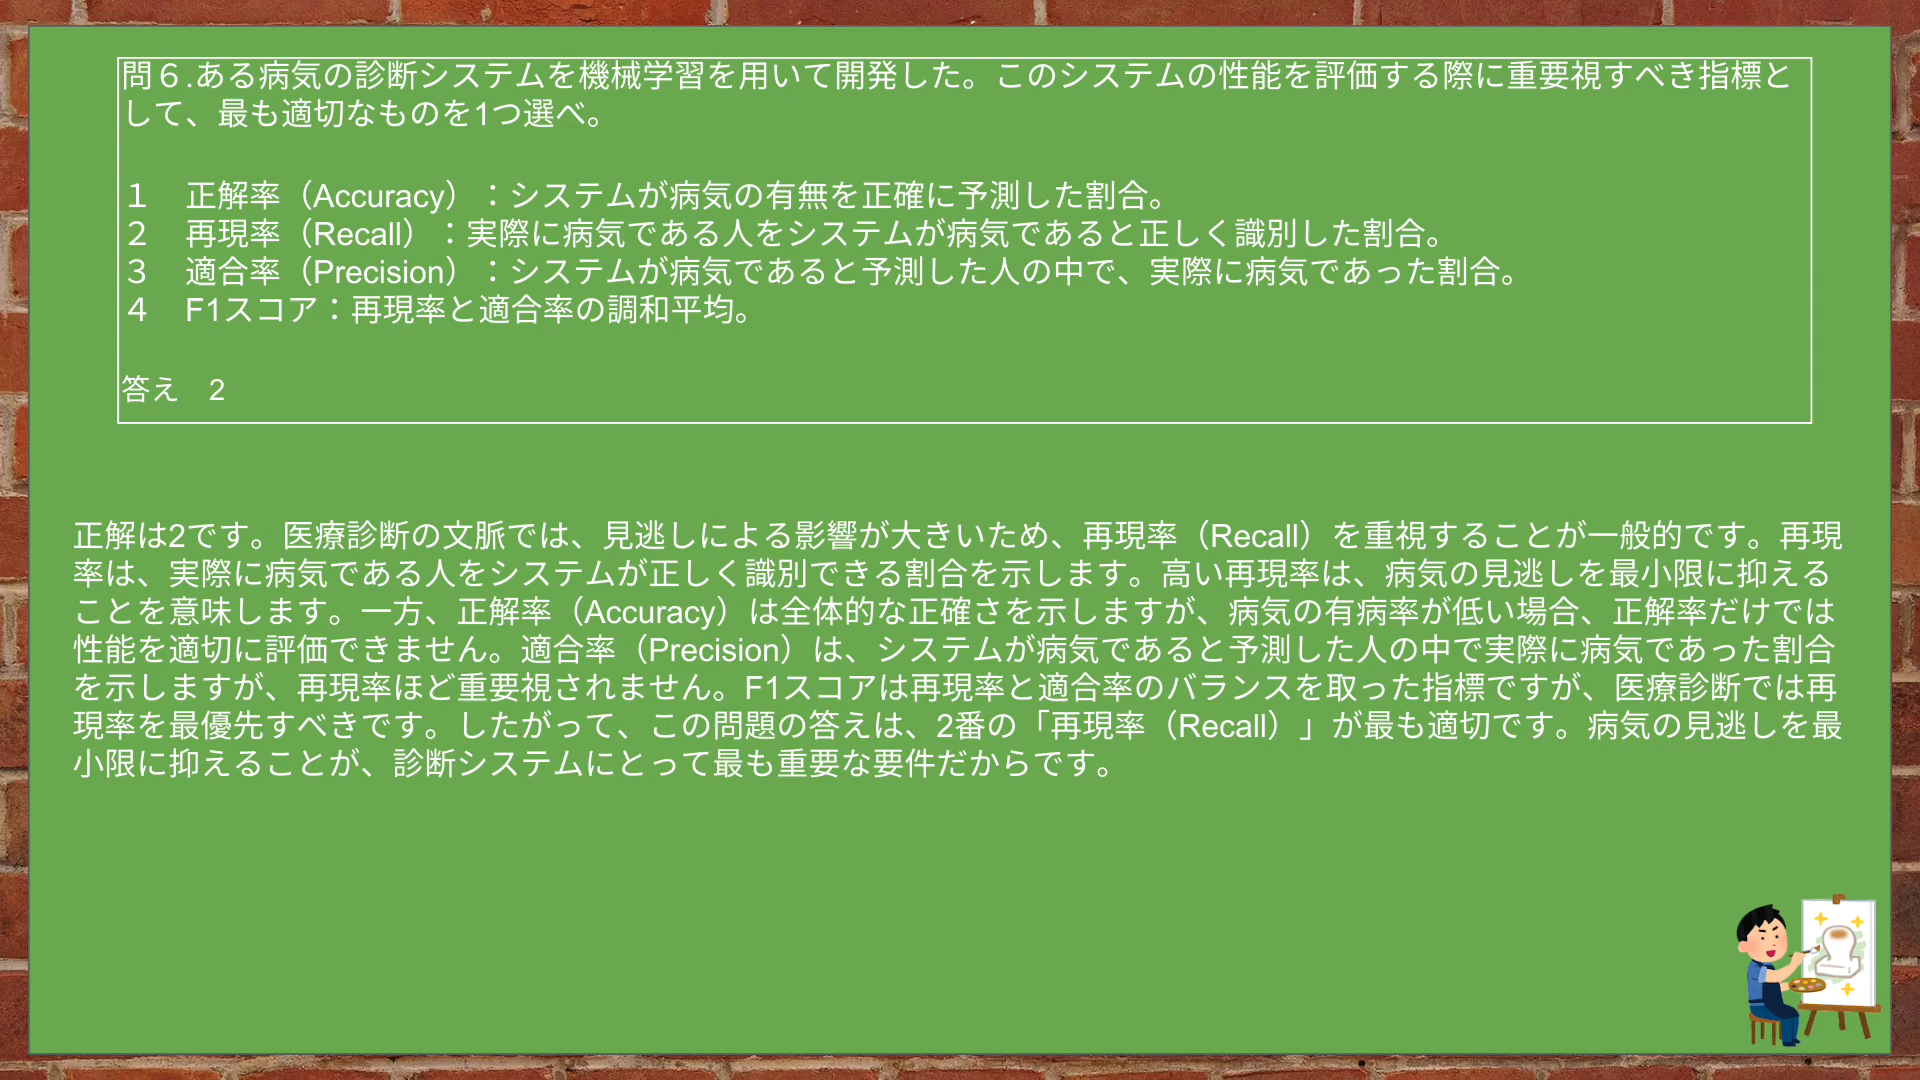 問６.ある病気の診断システムを機械学習を用いて開発した。このシステムの性能を評価する際に重要視すべき指標と
して、最も適切なものを1つ選べ。
１　正解率（Accuracy）：システムが病気の有無を正確に予測した割合。
２　再現率（Recall）：実際に病気である人をシステムが病気であると正しく識別した割合。
３　適合率（Precision）：システムが病気であると予測した人の中で、実際に病気であった割合。
４　F1スコア：再現率と適合率の調和平均。
答え　2
正解は2です。医療診断の文脈では、見逃しによる影響が大きいため、再現率（Recall）を重視することが一般的です。再現
率は、実際に病気である人をシステムが正しく識別できる割合を示します。高い再現率は、病気の見逃しを最小限に抑える
ことを意味します。一方、正解率（Accuracy）は全体的な正確さを示しますが、病気の有病率が低い場合、正解率だけでは
性能を適切に評価できません。適合率（Precision）は、システムが病気であると予測した人の中で実際に病気であった割合
を示しますが、再現率ほど重要視されません。F1スコアは再現率と適合率のバランスを取った指標ですが、医療診断では再
現率を最優先すべきです。したがって、この問題の答えは、2番の「再現率（Recall）」が最も適切です。病気の見逃しを最
小限に抑えることが、診断システムにとって最も重要な要件だからです。